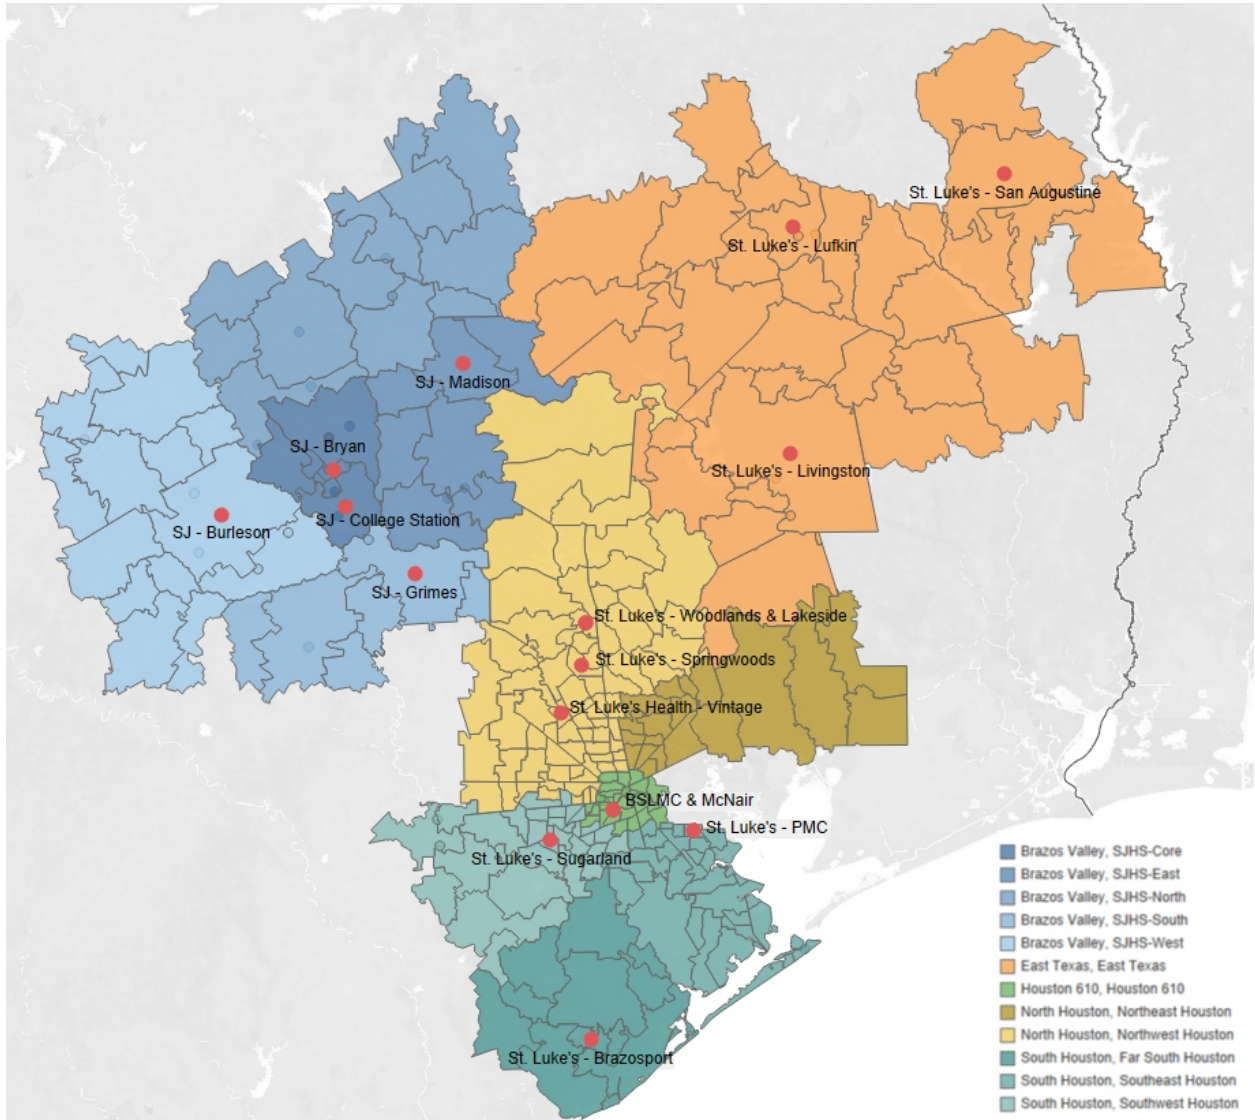 St. Luke's - San Augustine
St. Luke's - Lufkin
SJ - Madison
SJ - Bryan
St. Luke's - Livingston
SJ - College Station
SJ - Burleson
SJ - Grimes
St. Luke's - Woodlands & Lakeside
St. Luke's - Springwoods
St. Luke's Health - Vintage
BSLMC & McNair
St. Luke's - PMC
St. Luke's - Sugarland
St. Luke's - Brazosport
Brazos Valley, SJHS-Core
Brazos Valley, SJHS-East
Brazos Valley, SJHS-North
Brazos Valley, SJHS-South
Brazos Valley, SJHS-West
East Texas, East Texas
Houston 610, Houston 610
North Houston, Northeast Houston
North Houston, Northwest Houston
South Houston, Far South Houston
South Houston, Southeast Houston
South Houston, Southwest Houston